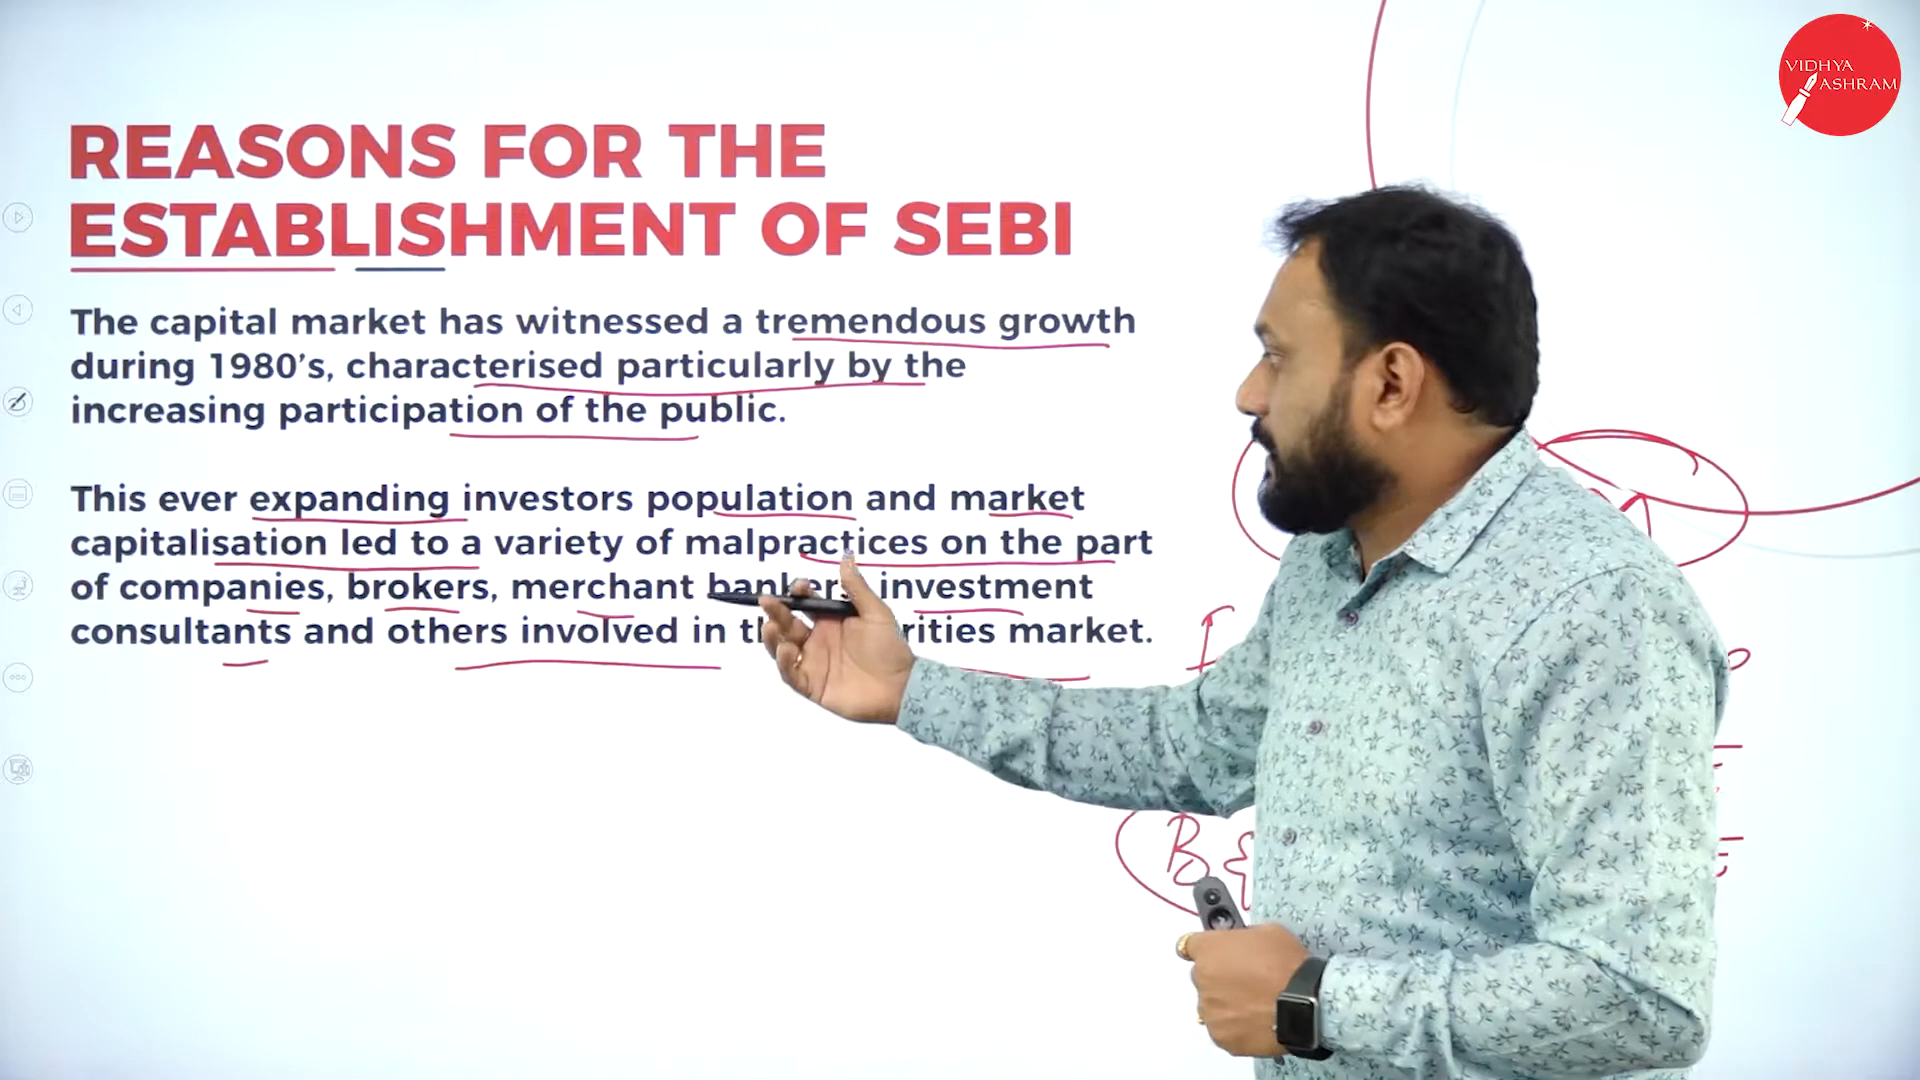 VIDHYA
ASHRAM
REASONS FOR THE
ESTABLISHMENT OF SEBI
The capital market has witnessed a tremendous growth
during 1980's, characterised particularly by the
increasing participation of the public.
This ever expanding investors population and market
capitalisation led to a variety of malpractices on the part
of companies, brokers, merchant bankers, investment
consultants and others involved in market.
B